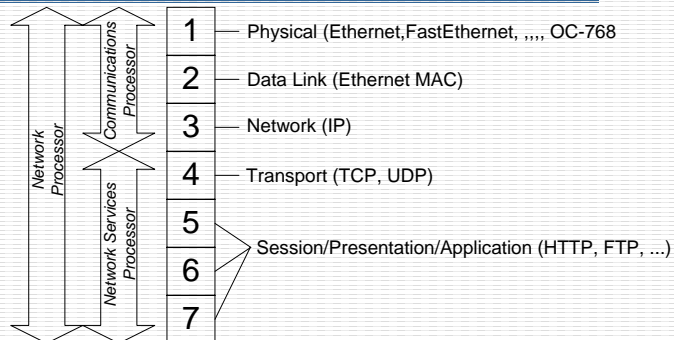 Network
Processor
Communications
Processor
Network Services
Processor
1 Physical (Ethernet,FastEthernet, ,,,, OC-768
2 Data Link (Ethernet MAC)
3 Network (IP)
4 Transport (TCP, UDP)
5
6 Session/Presentation/Application (HTTP, FTP, ...)
7